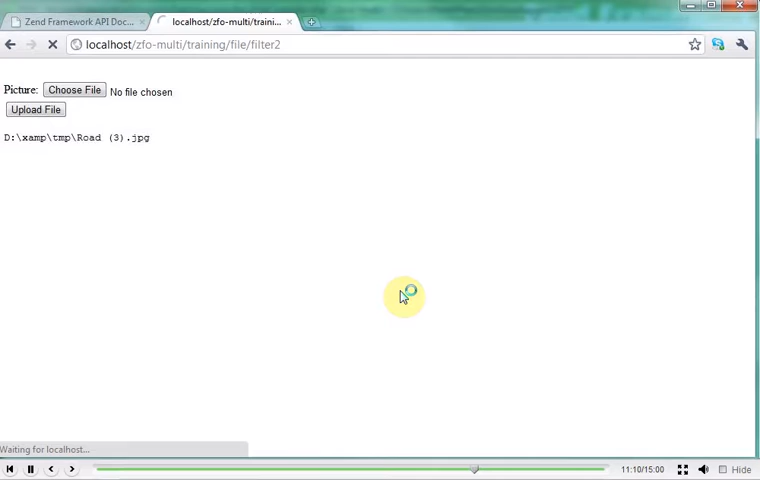 Zend Framework API Doc...
localhost/zfo-multi/traini...
localhost/zfo-multi/training/file/filter2
Picture: Choose File No file chosen
Upload File
D:\xamp\tmp\Road (3).jpg
Waiting for localhost...
11:10/15:00 Hide